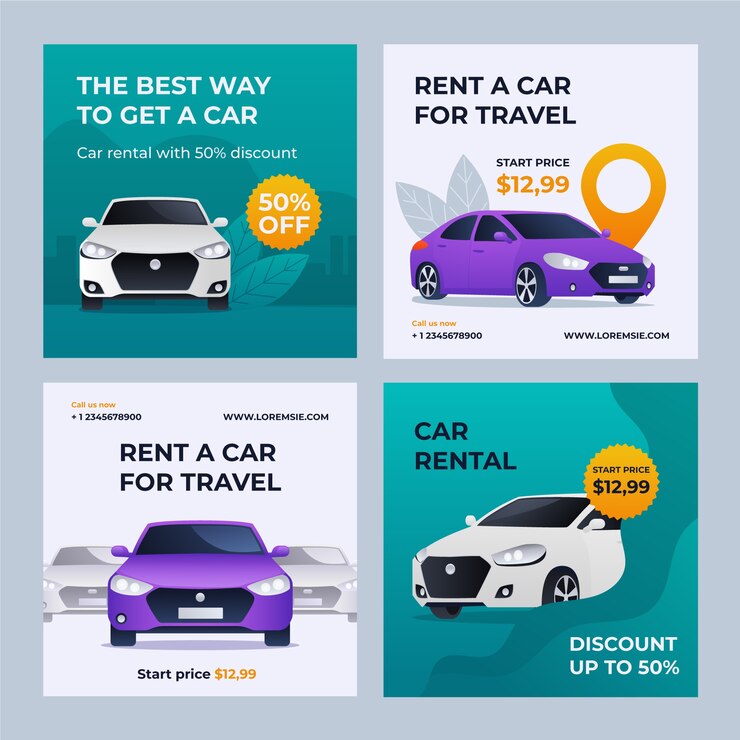 THE BEST WAY
TO GET A CAR
Car rental with 50% discount
50%
OFF
RENT A CAR
FOR TRAVEL
START PRICE
$12,99
Call us now
+ 1 2345678900
WWW.LOREMSIE.COM
Call us now
+ 1 2345678900
WWW.LOREMSIE.COM
RENT A CAR
FOR TRAVEL
Start price $12,99
CAR
RENTAL
START PRICE
$12,99
DISCOUNT
UP TO 50%